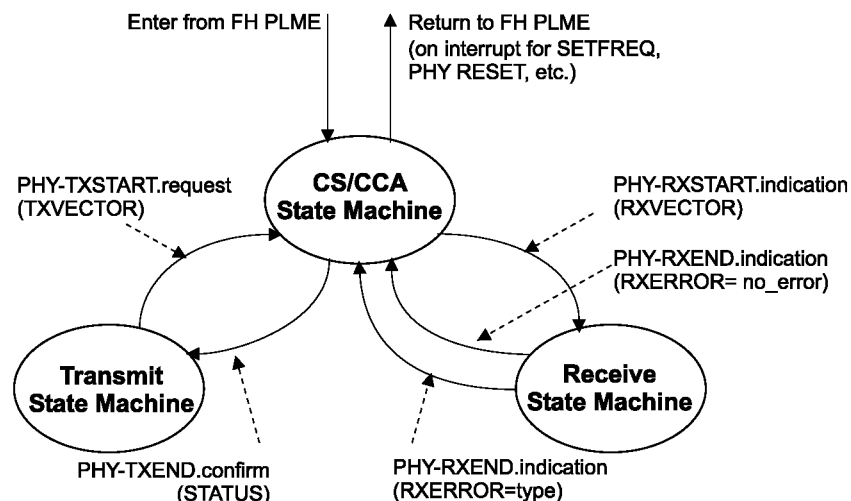 Enter from FH PLME
Return to FH PLME
(on interrupt for SETFREQ,
PHY RESET, etc.)
CS/CCA
State Machine
PHY-TXSTART.request
(TXVECTOR)
PHY-RXSTART.indication
(RXVECTOR)
PHY-RXEND.indication
(RXERROR= no_error)
Transmit
State Machine
Receive
State Machine
PHY-TXEND.confirm
(STATUS)
PHY-RXEND.indication
(RXERROR=type)